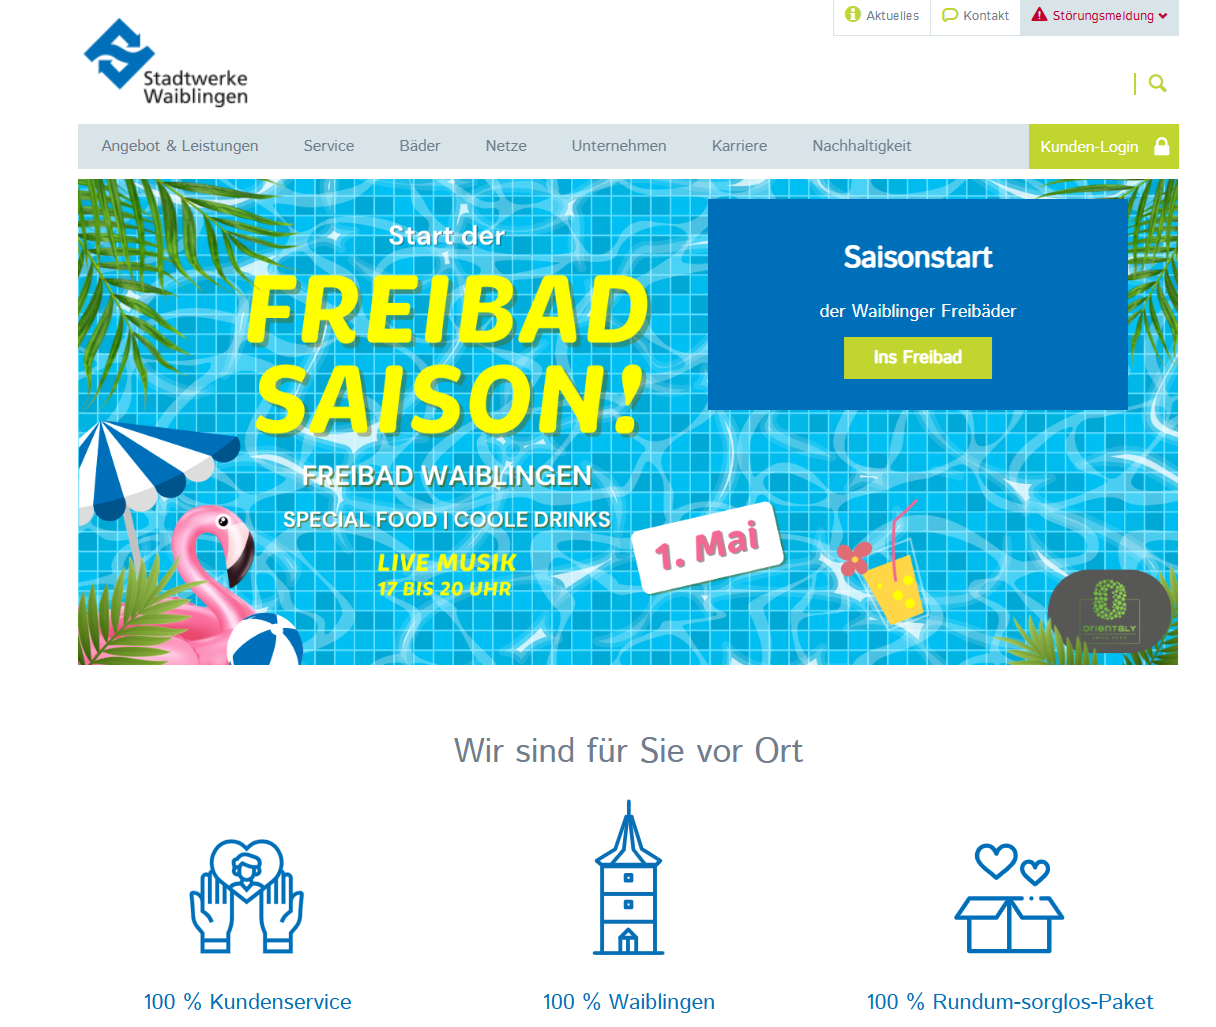 Aktuelles
Kontakt
Störungsmeldung
Stadtwerke
Waiblingen
Angebot & Leistungen
Service
Bäder
Netze
Unternehmen
Karriere
Nachhaltigkeit
Kunden-Login
Start der
FREIBAD
SAISON!
FREIBAD WAIBLINGEN
SPECIAL FOOD | COOLE DRINKS
LIVE MUSIK
17 BIS 20 UHR
Saisonstart
der Waiblinger Freibäder
Ins Freibad
1. Mai
ORIENTALY
Wir sind für Sie vor Ort
100 % Kundenservice
100 % Waiblingen
100 % Rundum-sorglos-Paket